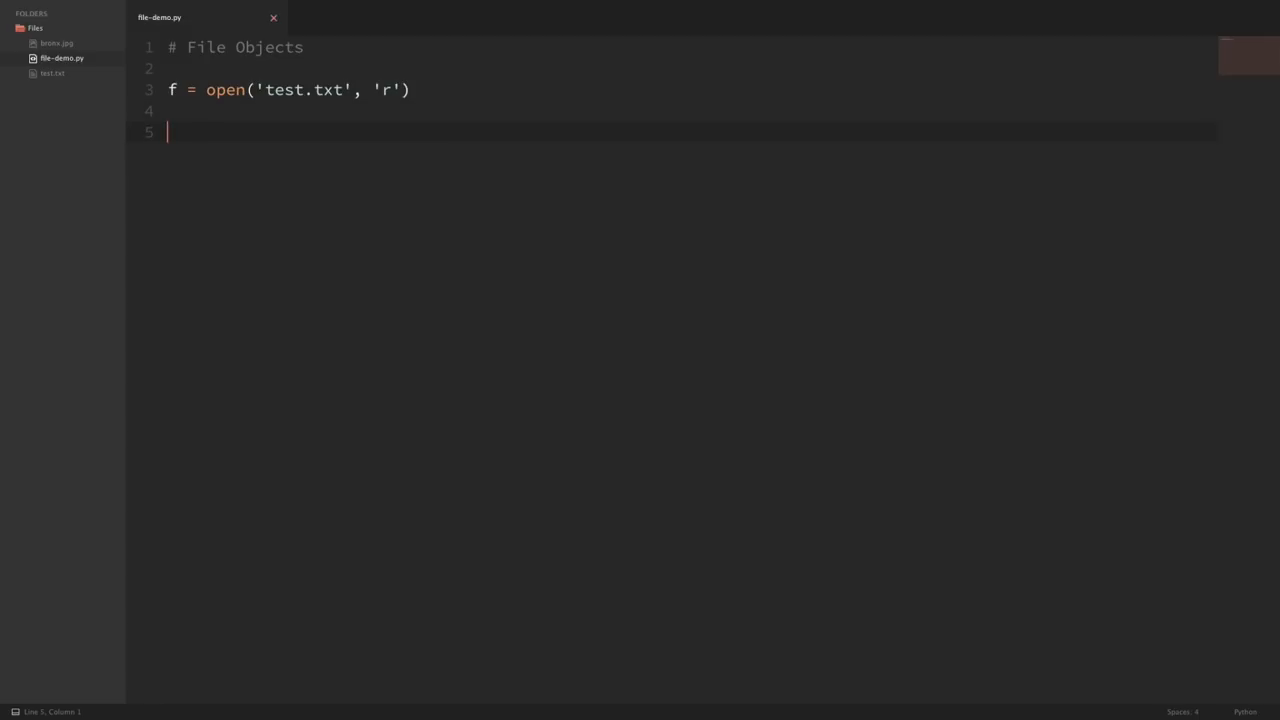 FOLDERS
Files
bronx.jpg
file-demo.py
test.txt
file-demo.py
1 # File Objects
2
3 f = open('test.txt', 'r')
4
5
Line 5, Column 1
Spaces: 4
Python